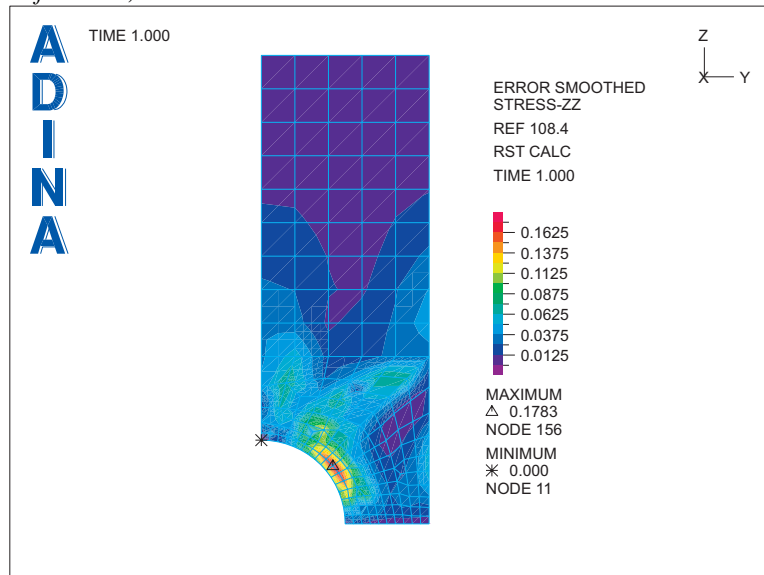 ADINA
TIME 1.000
Z
X Y
ERROR SMOOTHED
STRESS-ZZ
REF 108.4
RST CALC
TIME 1.000
0.1625
0.1375
0.1125
0.0875
0.0625
0.0375
0.0125
MAXIMUM
△ 0.1783
NODE 156
MINIMUM
✳ 0.000
NODE 11